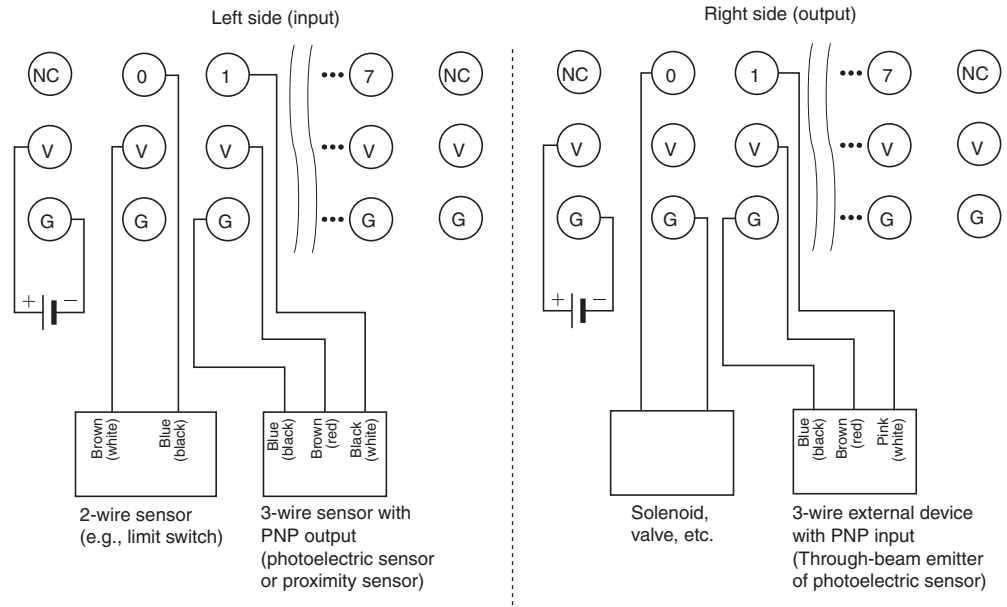 Left side (input)
NC 0 1 ••• 7 NC
V V V ••• V V
G G G ••• G G
+ −
Brown
(white)
Blue
(black)
Blue
(black)
Brown
(red)
Black
(white)
2-wire sensor
(e.g., limit switch)
3-wire sensor with
PNP output
(photoelectric sensor
or proximity sensor)
Right side (output)
NC 0 1 ••• 7 NC
V V V ••• V V
G G G ••• G G
+ −
Blue
(black)
Brown
(red)
Pink
(white)
Solenoid,
valve, etc.
3-wire external device
with PNP input
(Through-beam emitter
of photoelectric sensor)